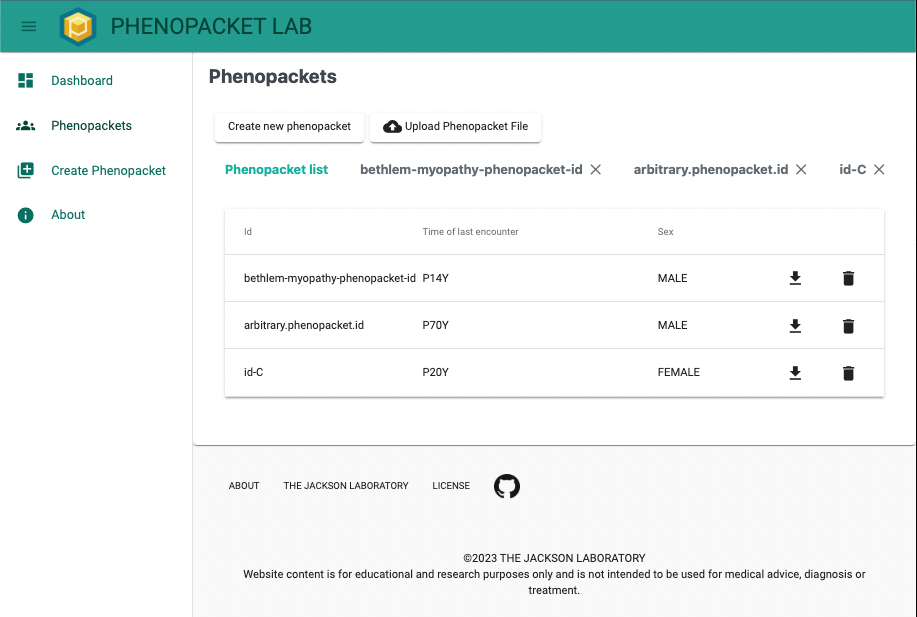 PHENOPACKET LAB
Dashboard
Phenopackets
Create Phenopacket
About
Phenopackets
Create new phenopacket
Upload Phenopacket File
Phenopacket list
bethlem-myopathy-phenopacket-id
arbitrary.phenopacket.id
id-C
Id Time of last encounter Sex
bethlem-myopathy-phenopacket-id P14Y MALE
arbitrary.phenopacket.id P70Y MALE
id-C P20Y FEMALE
ABOUT THE JACKSON LABORATORY LICENSE
©2023 THE JACKSON LABORATORY
Website content is for educational and research purposes only and is not intended to be used for medical advice, diagnosis or
treatment.